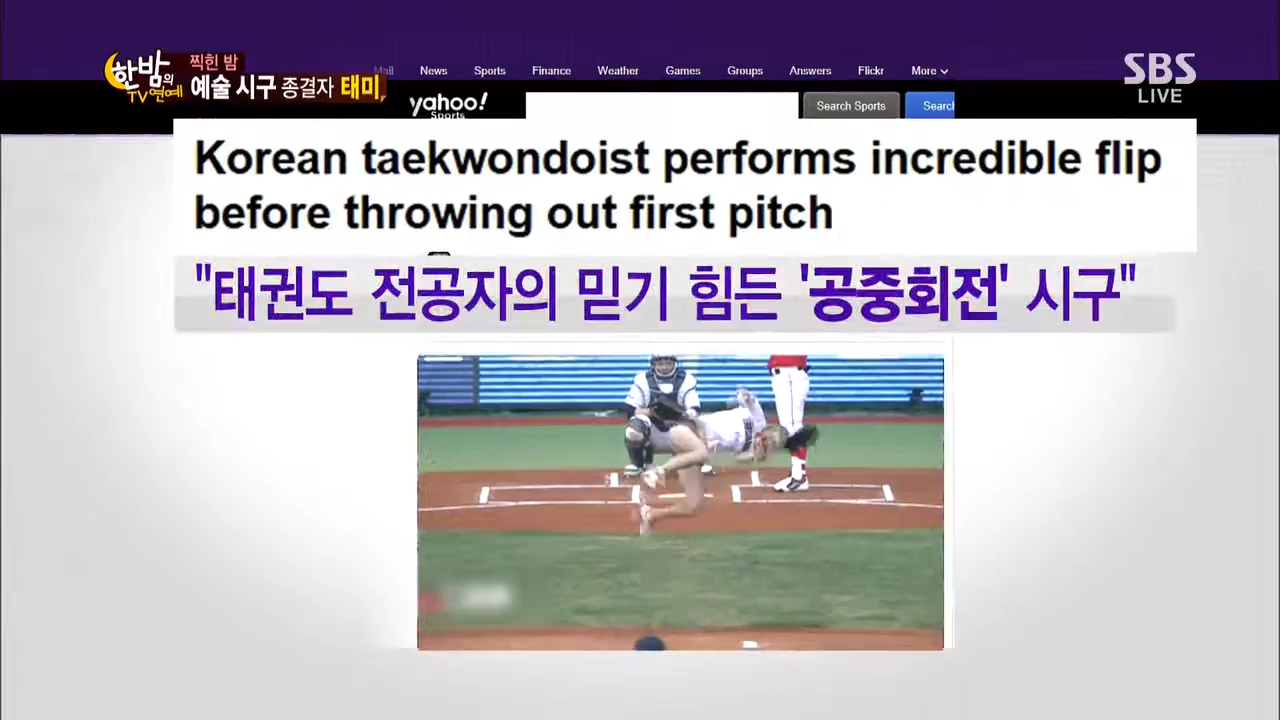 한밤의
TV연예
찍힌 밤
예술 시구 종결자 태미
SBS
LIVE
Mail News Sports Finance Weather Games Groups Answers Flickr More
yahoo!
Sports
Search Sports
Search
Korean taekwondoist performs incredible flip
before throwing out first pitch
"태권도 전공자의 믿기 힘든 '공중회전' 시구"